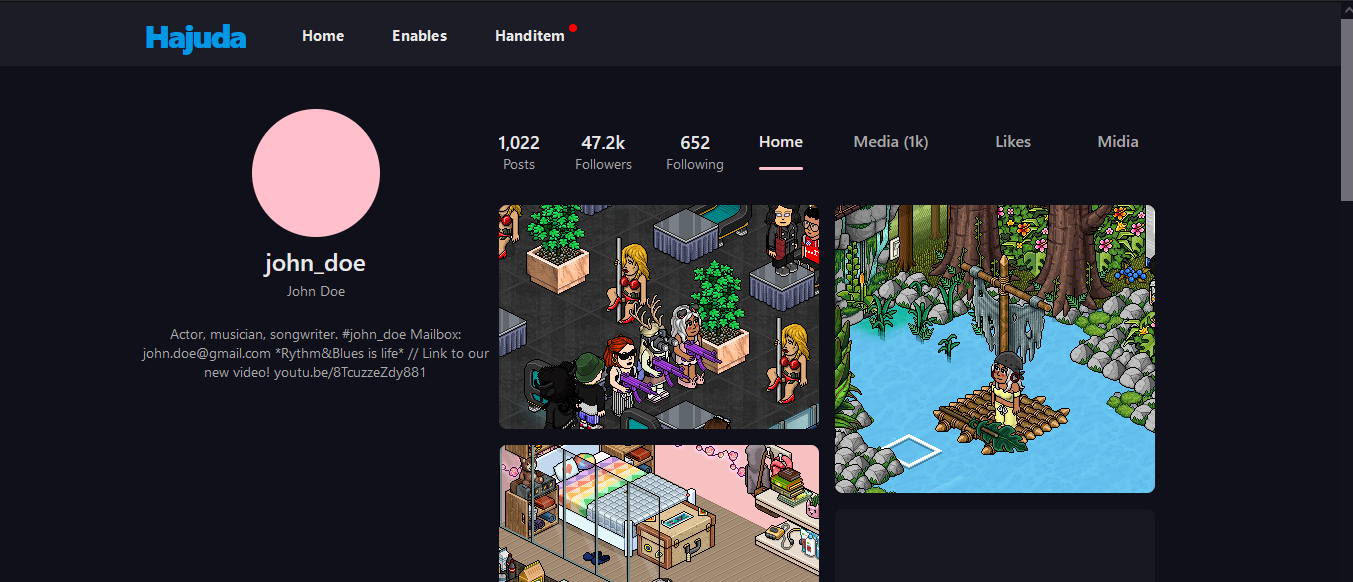 Hajuda
Home
Enables
Handitem
1,022
Posts
47.2k
Followers
652
Following
Home
Media (1k)
Likes
Midia
john_doe
John Doe
Actor, musician, songwriter. #john_doe Mailbox:
john.doe@gmail.com *Rythm&Blues is life* // Link to our
new video! youtu.be/8TcuzzeZdy881